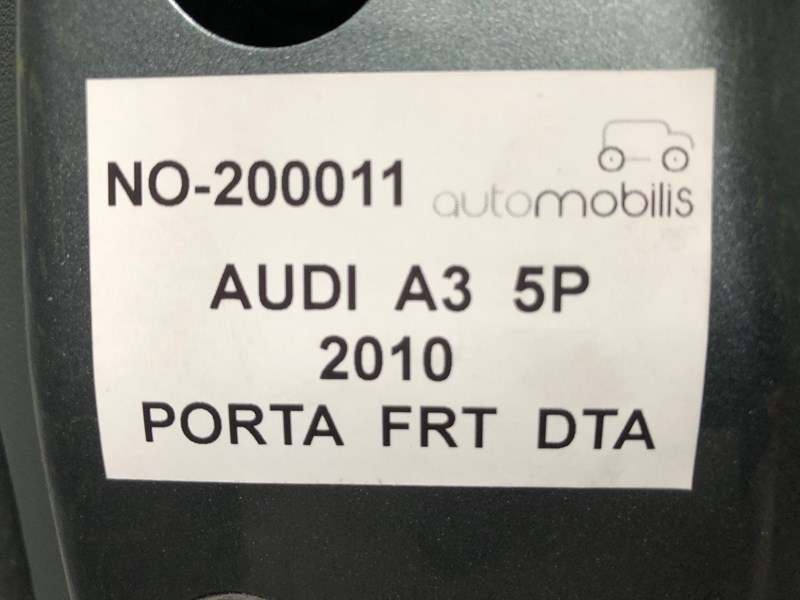 NO-200011 automobilis
AUDI A3 5P
2010
PORTA FRT DTA